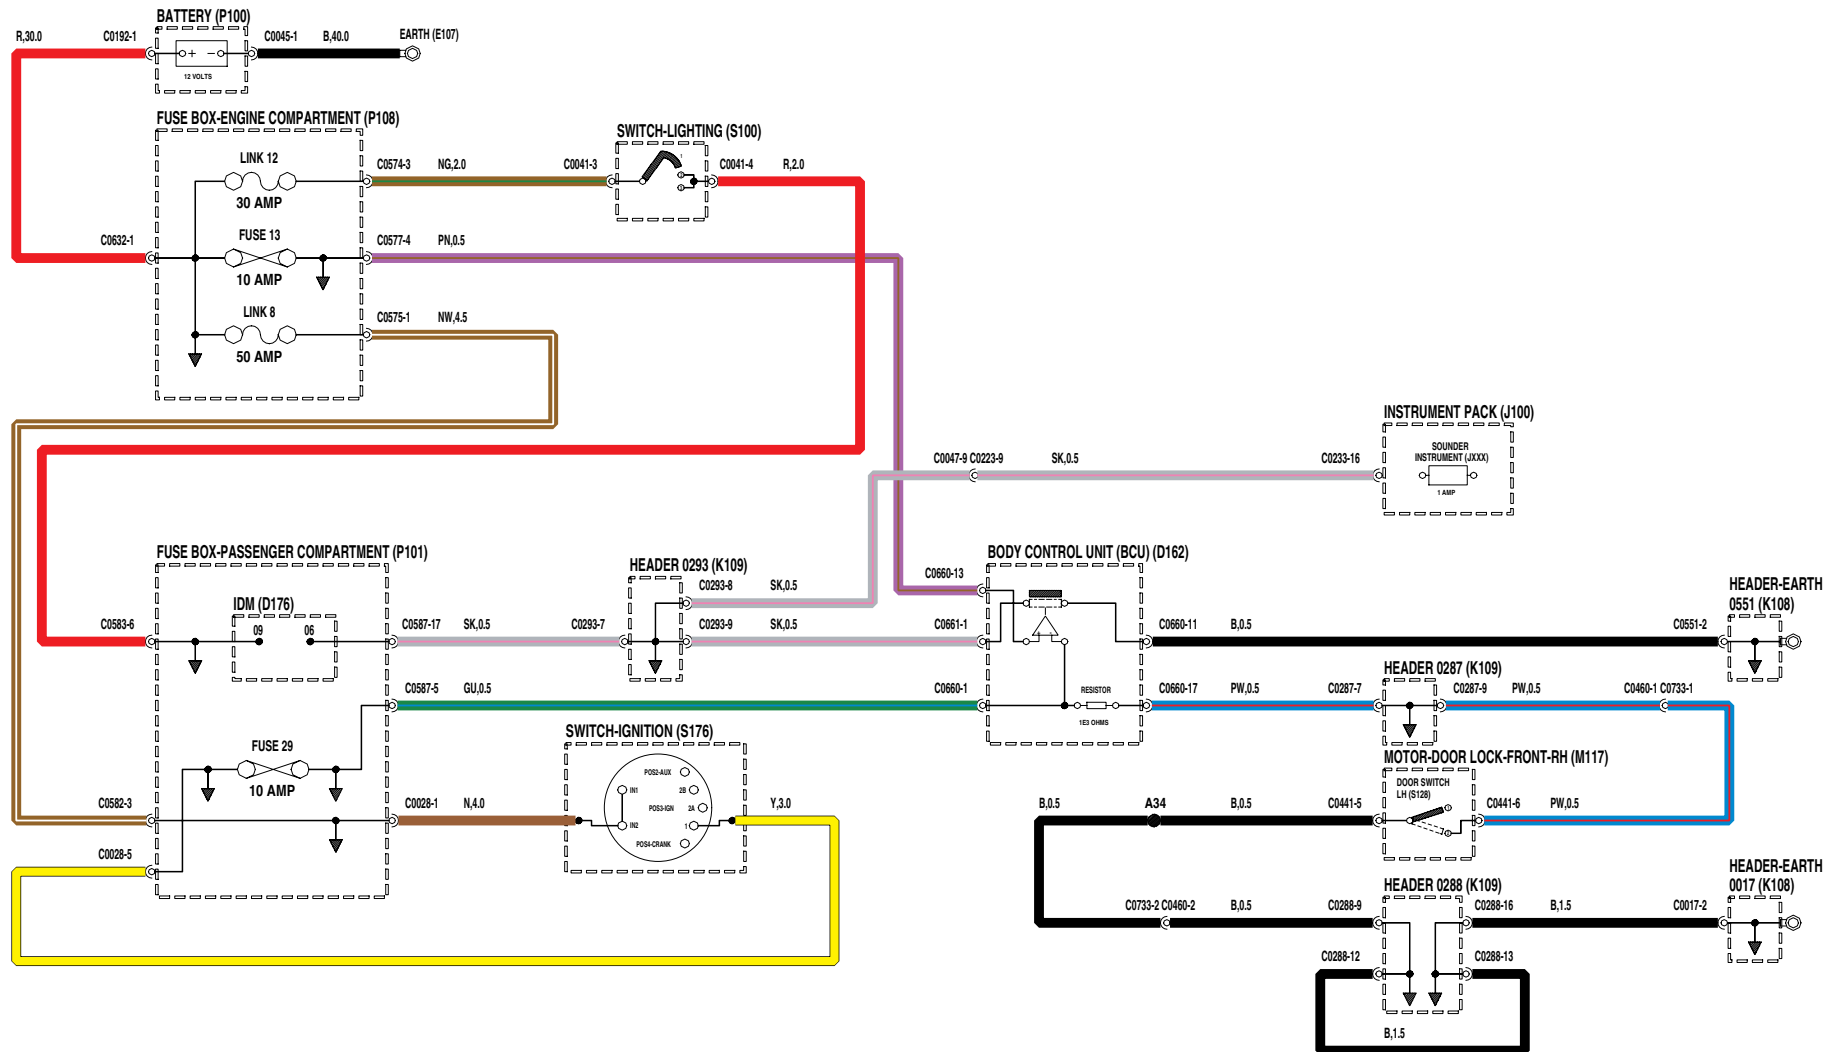 BATTERY (P100)
R,30.0
C0192-1
C0045-1
B,40.0
EARTH (E107)
+
-
12 VOLTS
FUSE BOX-ENGINE COMPARTMENT (P108)
SWITCH-LIGHTING (S100)
LINK 12
30 AMP
C0574-3
NG,2.0
C0041-3
C0041-4
R,2.0
C0632-1
FUSE 13
10 AMP
C0577-4
PN,0.5
LINK 8
50 AMP
C0575-1
NW,4.5
INSTRUMENT PACK (J100)
SOUNDER
INSTRUMENT (JXXX)
1 AMP
C0047-9 C0223-9
SK,0.5
C0233-16
FUSE BOX-PASSENGER COMPARTMENT (P101)
HEADER 0293 (K109)
BODY CONTROL UNIT (BCU) (D162)
C0293-8
SK,0.5
C0660-13
HEADER-EARTH
0551 (K108)
IDM (D176)
09
06
C0583-6
C0587-17
SK,0.5
C0293-7
C0293-9
SK,0.5
C0661-1
C0660-11
B,0.5
C0551-2
C0587-5
GU,0.5
C0660-1
RESISTOR
1E3 OHMS
C0660-17
PW,0.5
C0287-7
HEADER 0287 (K109)
C0287-9
PW,0.5
C0460-1 C0733-1
SWITCH-IGNITION (S176)
FUSE 29
10 AMP
POS2-AUX
IN1
2B
POS3-IGN
2A
IN2
1
POS4-CRANK
MOTOR-DOOR LOCK-FRONT-RH (M117)
DOOR SWITCH
LH (S128)
C0582-3
C0028-1
N,4.0
Y,3.0
B,0.5
A34
B,0.5
C0441-5
C0441-6
PW,0.5
C0028-5
HEADER 0288 (K109)
HEADER-EARTH
0017 (K108)
C0733-2 C0460-2
B,0.5
C0288-9
C0288-16
B,1.5
C0017-2
C0288-12
C0288-13
B,1.5